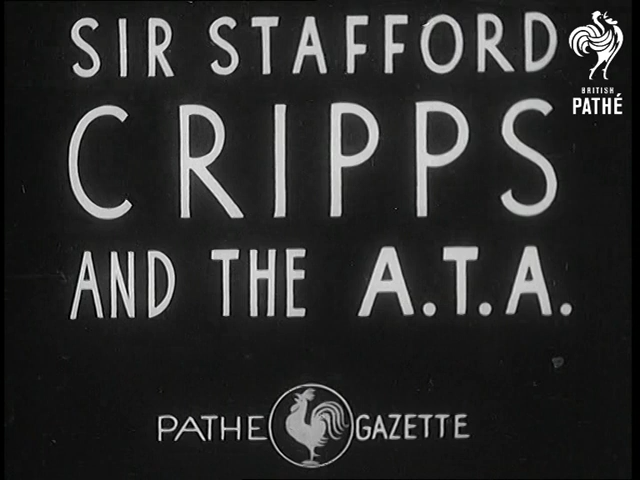 SIR STAFFORD
CRIPPS
AND THE A.T.A.
PATHE GAZETTE
BRITISH
PATHÉ